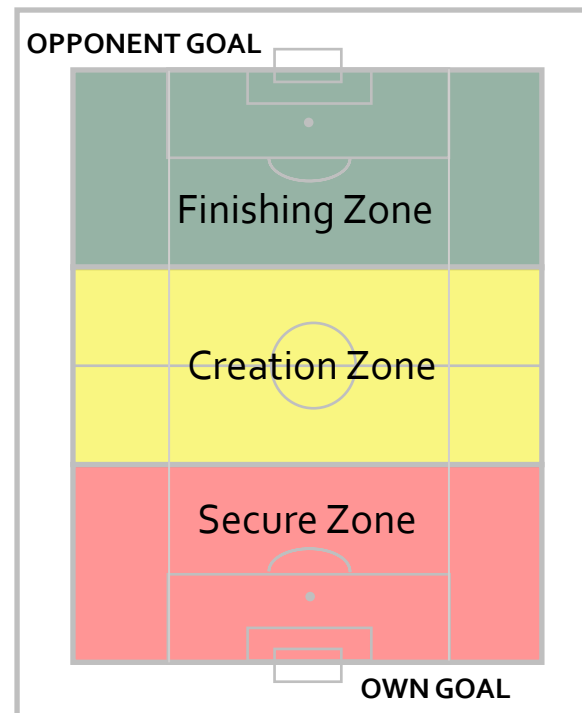 OPPONENT GOAL
Finishing Zone
Creation Zone
Secure Zone
OWN GOAL